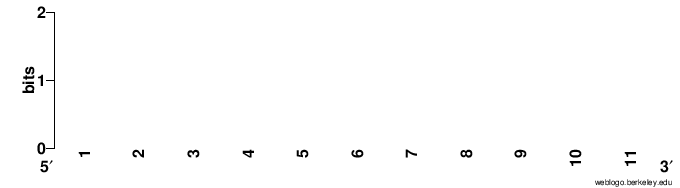 2
bits
1
0
5′ 1 2 3 4 5 6 7 8 9 10 11 3′
weblogo.berkeley.edu